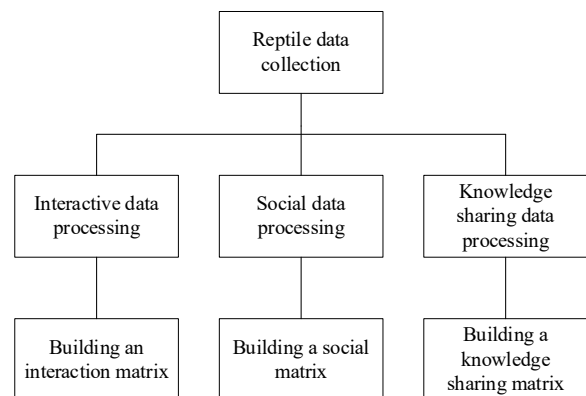 Reptile data
collection
Interactive data
processing
Social data
processing
Knowledge
sharing data
processing
Building an
interaction matrix
Building a social
matrix
Building a
knowledge
sharing matrix